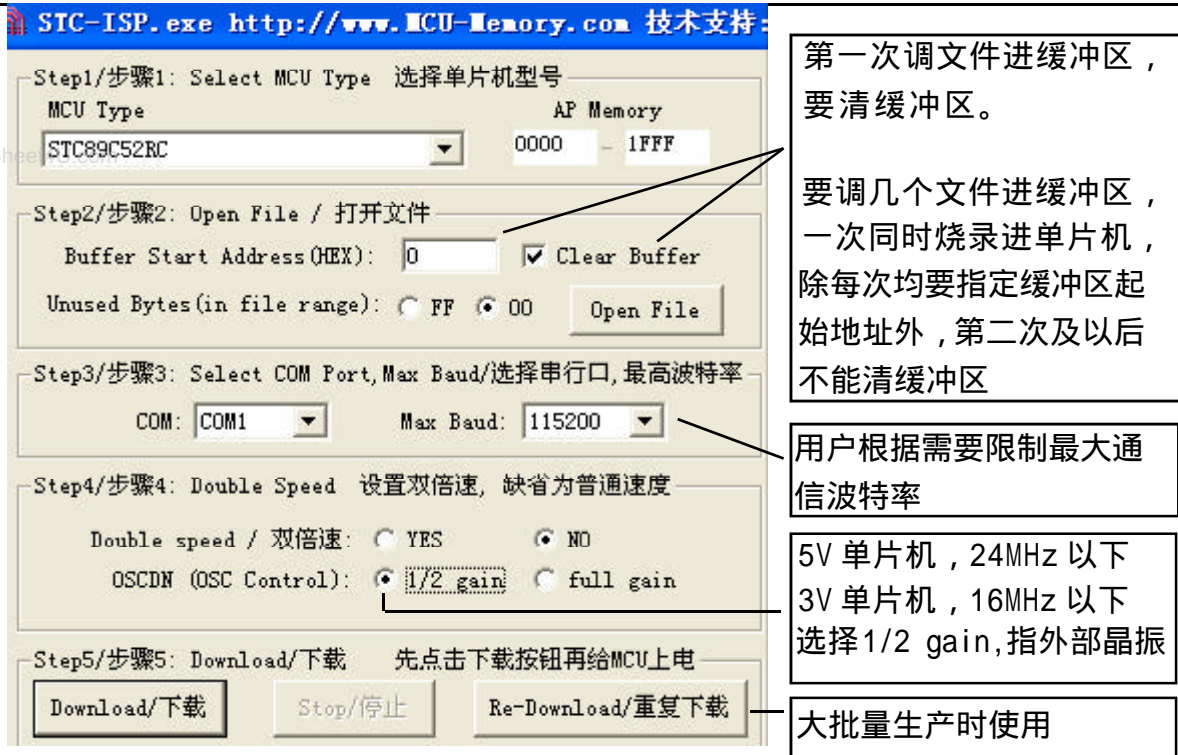 STC-ISP.exe http://www.MCU-Memory.com 技术支持:
Step1/步骤1: Select MCU Type 选择单片机型号
MCU Type
AP Memory
STC89C52RC
0000 - 1FFF
Step2/步骤2: Open File / 打开文件
Buffer Start Address(HEX): 0 Clear Buffer
Unused Bytes(in file range): FF 00 Open File
Step3/步骤3: Select COM Port,Max Baud/选择串行口,最高波特率
COM: COM1 Max Baud: 115200
Step4/步骤4: Double Speed 设置双倍速, 缺省为普通速度
Double speed / 双倍速: YES NO
OSCDN (OSC Control): 1/2 gain full gain
Step5/步骤5: Download/下载 先点击下载按钮再给MCU上电
Download/下载 Stop/停止 Re-Download/重复下载
第一次调文件进缓冲区，
要清缓冲区。
要调几个文件进缓冲区，
一次同时烧录进单片机，
除每次均要指定缓冲区起
始地址外，第二次及以后
不能清缓冲区
用户根据需要限制最大通
信波特率
5V 单片机，24MHz 以下
3V 单片机，16MHz 以下
选择1/2 gain,指外部晶振
大批量生产时使用